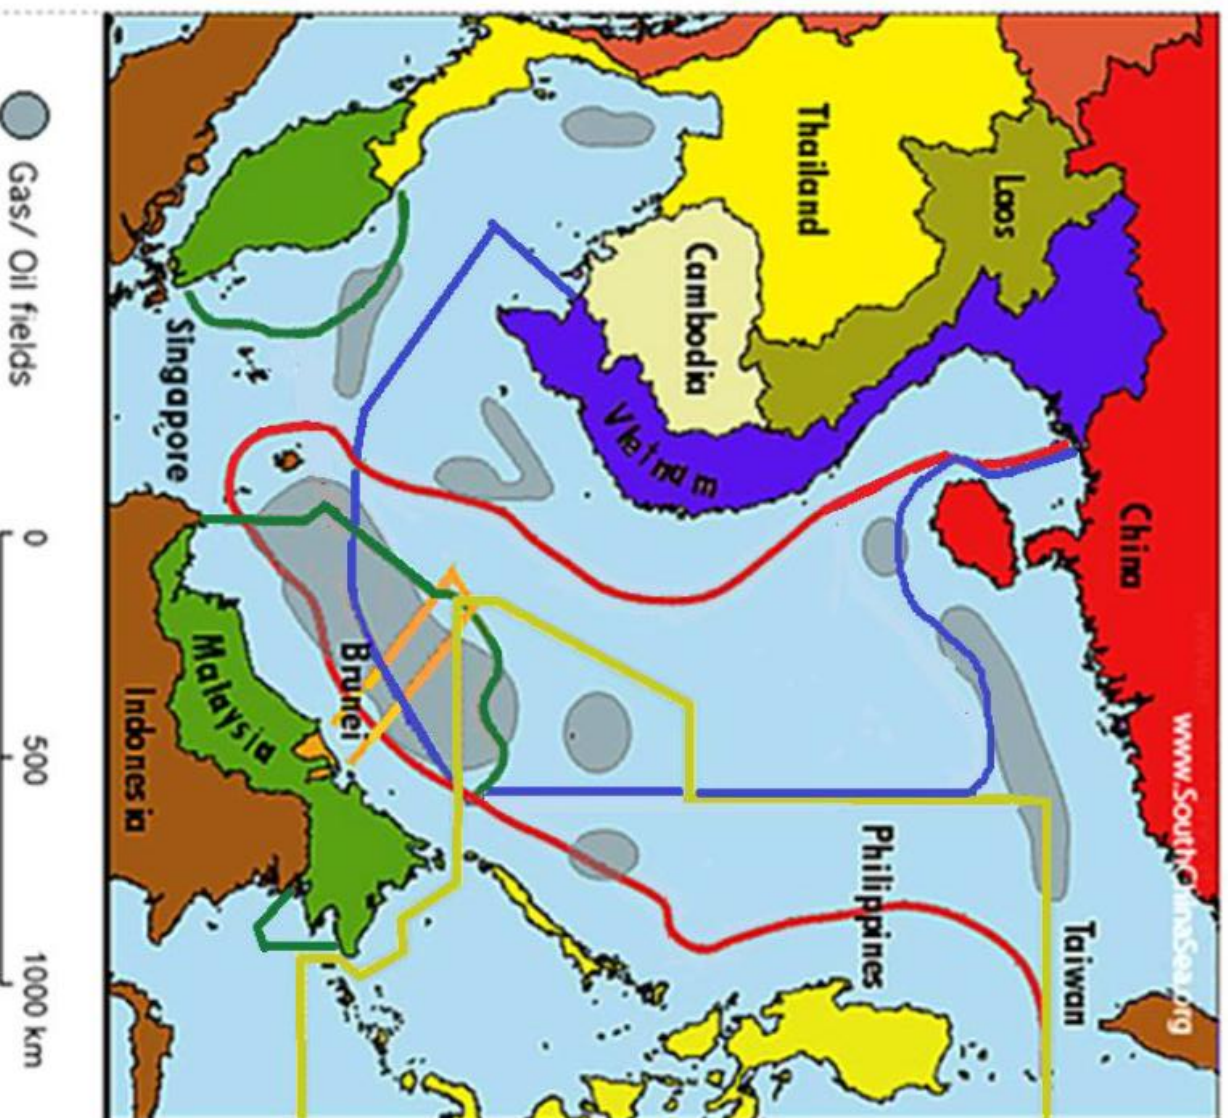 www.SouthChinaSea.org
China
Taiwan
Laos
Thailand
Philippines
Cambodia
Vietnam
Brunei
Malaysia
Singapore
Indonesia
Gas/ Oil fields
0 500 1000 km